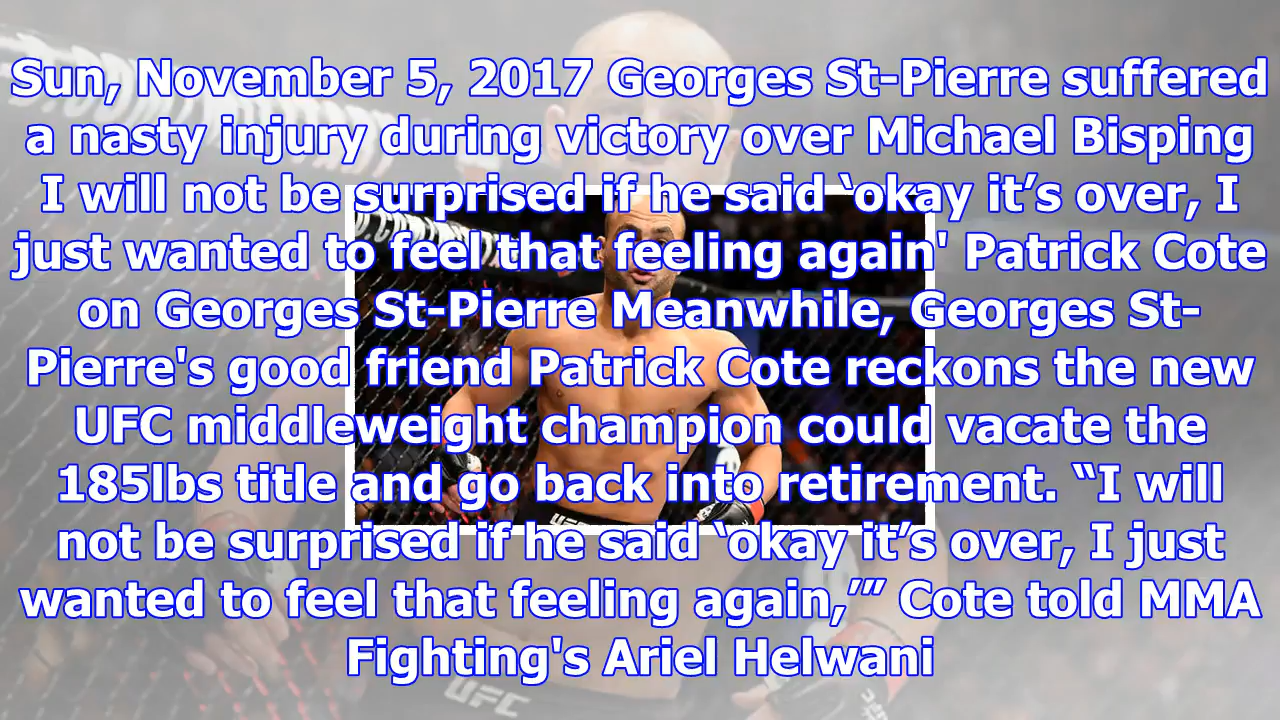 Sun, November 5, 2017 Georges St-Pierre suffered
a nasty injury during victory over Michael Bisping
I will not be surprised if he said ‘okay it’s over, I
just wanted to feel that feeling again' Patrick Cote
on Georges St-Pierre Meanwhile, Georges St-
Pierre's good friend Patrick Cote reckons the new
UFC middleweight champion could vacate the
185lbs title and go back into retirement. “I will
not be surprised if he said ‘okay it’s over, I just
wanted to feel that feeling again,’” Cote told MMA
Fighting's Ariel Helwani
UFC
UFC